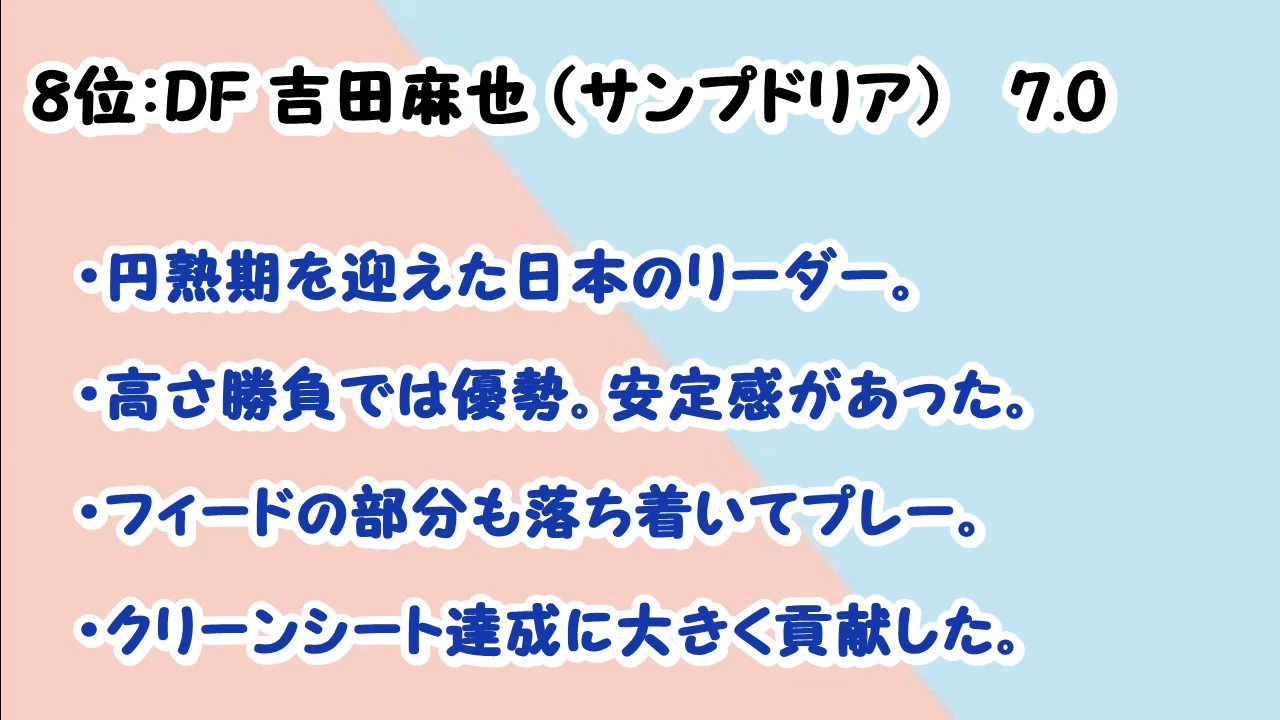 8位:DF 吉田麻也(サンプドリア) 7.0
・円熟期を迎えた日本のリーダー。
・高さ勝負では優勢。安定感があった。
・フィードの部分も落ち着いてプレー。
・クリーンシート達成に大きく貢献した。